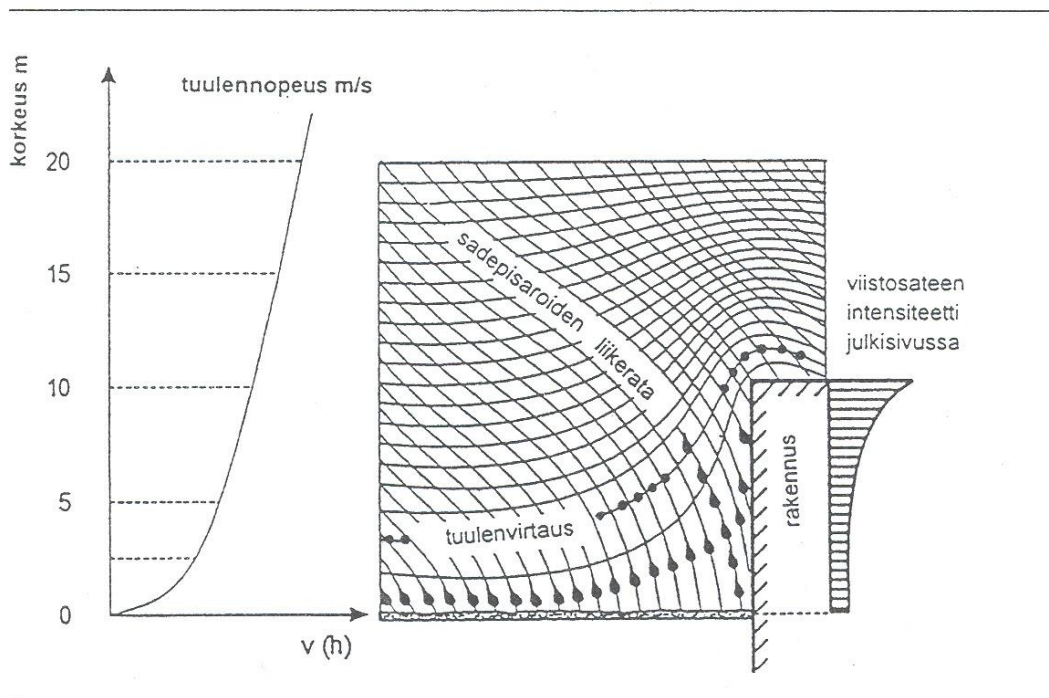 korkeus m
tuulennopeus m/s
20
15
10
5
0
v (h)
sadepisaroiden liikerata
tuulenvirtaus
rakennus
viistosateen
intensiteetti
julkisivussa